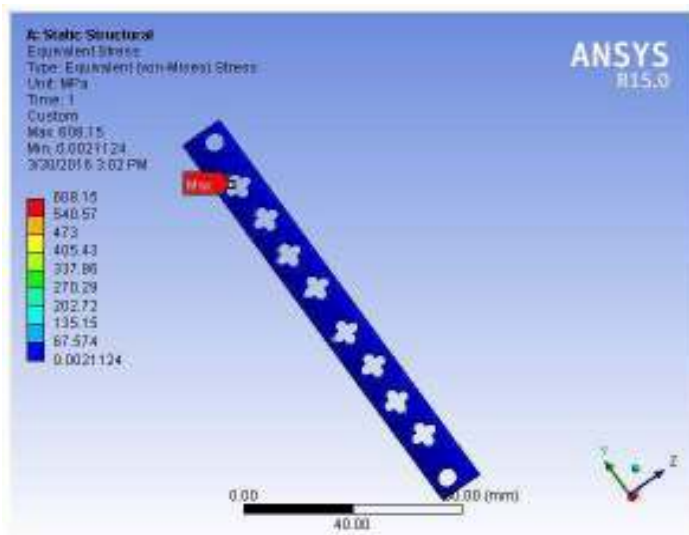 A: Static Structural
Equivalent Stress
Type: Equivalent (von-Mises) Stress
Unit: MPa
Time: 1
Custom
Max: 608.15
Min: 0.0021124
3/30/2016 3:02 PM
ANSYS
R15.0
Max
608.15
540.57
473
405.43
337.86
270.29
202.72
135.15
67.574
0.0021124
0.00
(mm)
40.00
Y
Z